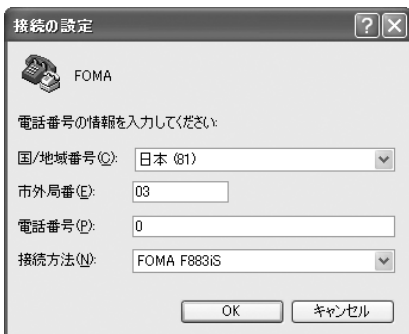 接続の設定
FOMA
電話番号の情報を入力してください:
国/地域番号(C): 日本 (81)
市外局番(E): 03
電話番号(P): 0
接続方法(N): FOMA F883iS
OK キャンセル